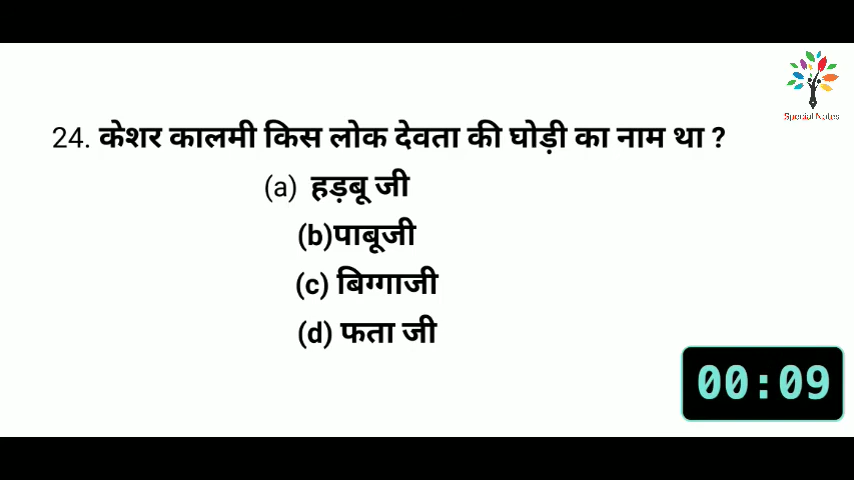 Special Notes
24. केशर कालमी किस लोक देवता की घोड़ी का नाम था ?
(a) हड़बू जी
(b)पाबूजी
(c) बिग्गाजी
(d) फता जी
00:09